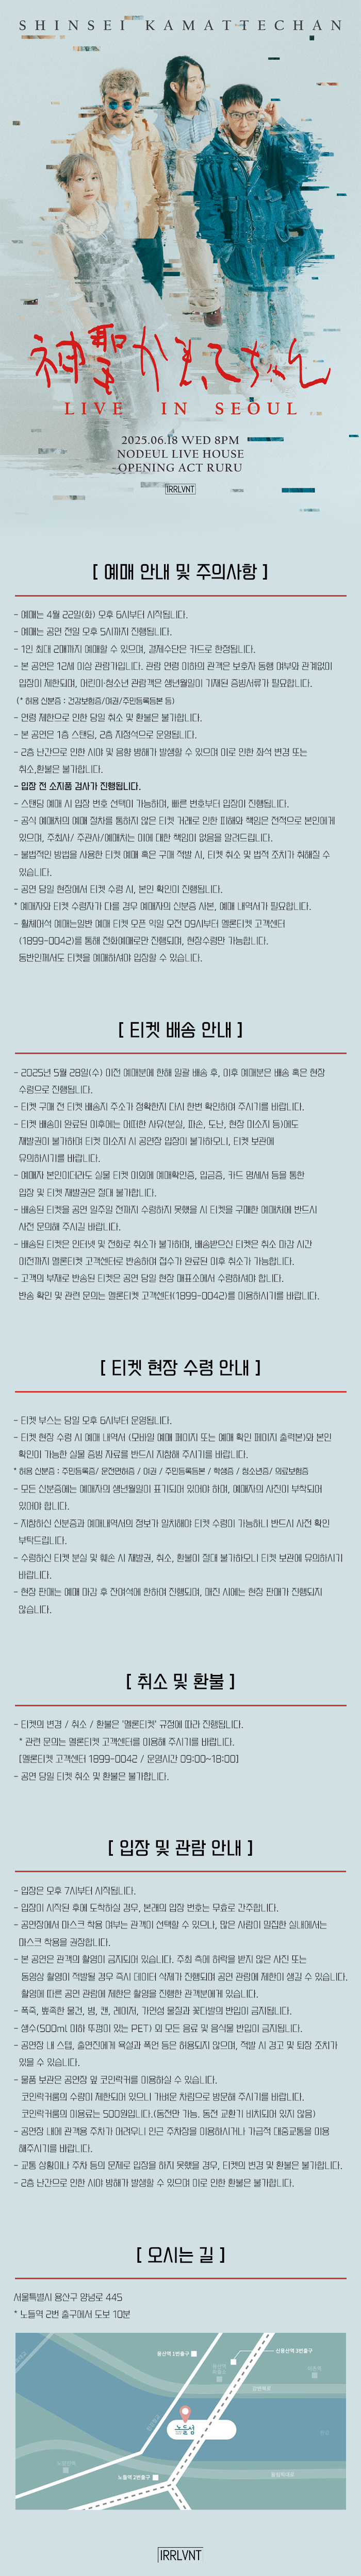 SHINSEI KAMATTECHAN
神聖かまってちゃん
LIVE IN SEOUL
2025.06.18 WED 8PM
NODEUL LIVE HOUSE
OPENING ACT RURU
IRRLVNT
[ 예매 안내 및 주의사항 ]
- 예매는 4월 22일(화) 오후 6시부터 시작됩니다.
- 예매는 공연 전일 오후 5시까지 진행됩니다.
- 1인 최대 2매까지 예매할 수 있으며, 결제수단은 카드로 한정됩니다.
- 본 공연은 12세 이상 관람가입니다. 관람 연령 이하의 관객은 보호자 동행 여부와 관계없이
입장이 제한되며, 어린이·청소년 관람객은 생년월일이 기재된 증빙서류가 필요합니다.
(* 허용 신분증 : 건강보험증/여권/주민등록등본 등)
- 연령 제한으로 인한 당일 취소 및 환불은 불가합니다.
- 본 공연은 1층 스탠딩, 2층 지정석으로 운영됩니다.
- 2층 난간으로 인한 시야 및 음향 방해가 발생할 수 있으며 이로 인한 좌석 변경 또는
취소,환불은 불가합니다.
- 입장 전 소지품 검사가 진행됩니다.
- 스탠딩 예매 시 입장 번호 선택이 가능하며, 빠른 번호부터 입장이 진행됩니다.
- 공식 예매처의 예매 절차를 통하지 않은 티켓 거래로 인한 피해와 책임은 전적으로 본인에게
있으며, 주최사/ 주관사/예매처는 이에 대한 책임이 없음을 알려드립니다.
- 불법적인 방법을 사용한 티켓 예매 혹은 구매 적발 시, 티켓 취소 및 법적 조치가 취해질 수
있습니다.
- 공연 당일 현장에서 티켓 수령 시, 본인 확인이 진행됩니다.
* 예매자와 티켓 수령자가 다를 경우 예매자의 신분증 사본, 예매 내역서가 필요합니다.
- 휠체어석 예매는일반 예매 티켓 오픈 익일 오전 09시부터 멜론티켓 고객센터
(1899-0042)를 통해 전화예매로만 진행되며, 현장수령만 가능합니다.
동반인께서도 티켓을 예매하셔야 입장할 수 있습니다.
[ 티켓 배송 안내 ]
- 2025년 5월 28일(수) 이전 예매분에 한해 일괄 배송 후, 이후 예매분은 배송 혹은 현장
수령으로 진행됩니다.
- 티켓 구매 전 티켓 배송지 주소가 정확한지 다시 한번 확인하여 주시기를 바랍니다.
- 티켓 배송이 완료된 이후에는 어떠한 사유(분실, 파손, 도난, 현장 미소지 등)에도
재발권이 불가하며 티켓 미소지 시 공연장 입장이 불가하오니, 티켓 보관에
유의하시기를 바랍니다.
- 예매자 본인이더라도 실물 티켓 이외에 예매확인증, 입금증, 카드 명세서 등을 통한
입장 및 티켓 재발권은 절대 불가합니다.
- 배송된 티켓을 공연 일주일 전까지 수령하지 못했을 시 티켓을 구매한 예매처에 반드시
사전 문의해 주시길 바랍니다.
- 배송된 티켓은 인터넷 및 전화로 취소가 불가하며, 배송받으신 티켓은 취소 마감 시간
이전까지 멜론티켓 고객센터로 반송하여 접수가 완료된 이후 취소가 가능합니다.
- 고객의 부재로 반송된 티켓은 공연 당일 현장 매표소에서 수령하셔야 합니다.
반송 확인 및 관련 문의는 멜론티켓 고객센터(1899-0042)를 이용하시기를 바랍니다.
[ 티켓 현장 수령 안내 ]
- 티켓 부스는 당일 오후 6시부터 운영됩니다.
- 티켓 현장 수령 시 예매 내역서 (모바일 예매 페이지 또는 예매 확인 페이지 출력본)와 본인
확인이 가능한 실물 증빙 자료를 반드시 지참해 주시기를 바랍니다.
* 허용 신분증 : 주민등록증/ 운전면허증 / 여권 / 주민등록등본 / 학생증 / 청소년증/ 의료보험증
- 모든 신분증에는 예매자의 생년월일이 표기되어 있어야 하며, 예매자의 사진이 부착되어
있어야 합니다.
- 지참하신 신분증과 예매내역서의 정보가 일치해야 티켓 수령이 가능하니 반드시 사전 확인
부탁드립니다.
- 수령하신 티켓 분실 및 훼손 시 재발권, 취소, 환불이 절대 불가하오니 티켓 보관에 유의하시기
바랍니다.
- 현장 판매는 예매 마감 후 잔여석에 한하여 진행되며, 매진 시에는 현장 판매가 진행되지
않습니다.
[ 취소 및 환불 ]
- 티켓의 변경 / 취소 / 환불은 '멜론티켓' 규정에 따라 진행됩니다.
* 관련 문의는 멜론티켓 고객센터를 이용해 주시기를 바랍니다.
[멜론티켓 고객센터 1899-0042 / 운영시간 09:00~18:00]
- 공연 당일 티켓 취소 및 환불은 불가합니다.
[ 입장 및 관람 안내 ]
- 입장은 오후 7시부터 시작됩니다.
- 입장이 시작된 후에 도착하실 경우, 본래의 입장 번호는 무효로 간주합니다.
- 공연장에서 마스크 착용 여부는 관객이 선택할 수 있으나, 많은 사람이 밀집한 실내에서는
마스크 착용을 권장합니다.
- 본 공연은 관객의 촬영이 금지되어 있습니다. 주최 측에 허락을 받지 않은 사진 또는
동영상 촬영이 적발될 경우 즉시 데이터 삭제가 진행되며 공연 관람에 제한이 생길 수 있습니다.
촬영에 따른 공연 관람에 제한은 촬영을 진행한 관객분에게 있습니다.
- 폭죽, 뾰족한 물건, 병, 캔, 레이저, 가연성 물질과 꽃다발의 반입이 금지됩니다.
- 생수(500ml 이하 뚜껑이 있는 PET) 외 모든 음료 및 음식물 반입이 금지됩니다.
- 공연장 내 스텝, 출연진에게 욕설과 폭언 등은 허용되지 않으며, 적발 시 경고 및 퇴장 조치가
있을 수 있습니다.
- 물품 보관은 공연장 앞 코인락커를 이용하실 수 있습니다.
코인락커룸의 수량이 제한되어 있으니 가벼운 차림으로 방문해 주시기를 바랍니다.
코인락커룸의 이용료는 500원입니다.(동전만 가능. 동전 교환기 비치되어 있지 않음)
- 공연장 내에 관객용 주차가 어려우니 인근 주차장을 이용하시거나 가급적 대중교통을 이용
해주시기를 바랍니다.
- 교통 상황이나 주차 등의 문제로 입장을 하지 못했을 경우, 티켓의 변경 및 환불은 불가합니다.
- 2층 난간으로 인한 시야 방해가 발생할 수 있으며 이로 인한 환불은 불가합니다.
[ 오시는 길 ]
서울특별시 용산구 양녕로 445
* 노들역 2번 출구에서 도보 10분
용산역 1번출구
신용산역 3번출구
강변북로
노들섬
노들역 2번출구
올림픽대로
IRRLVNT